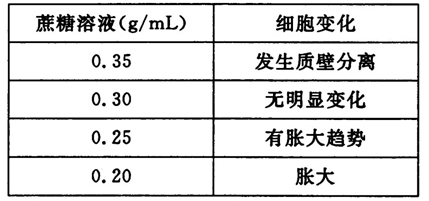 蔗糖溶液(g/mL) 细胞变化
0.35 发生质壁分离
0.30 无明显变化
0.25 有胀大趋势
0.20 胀大